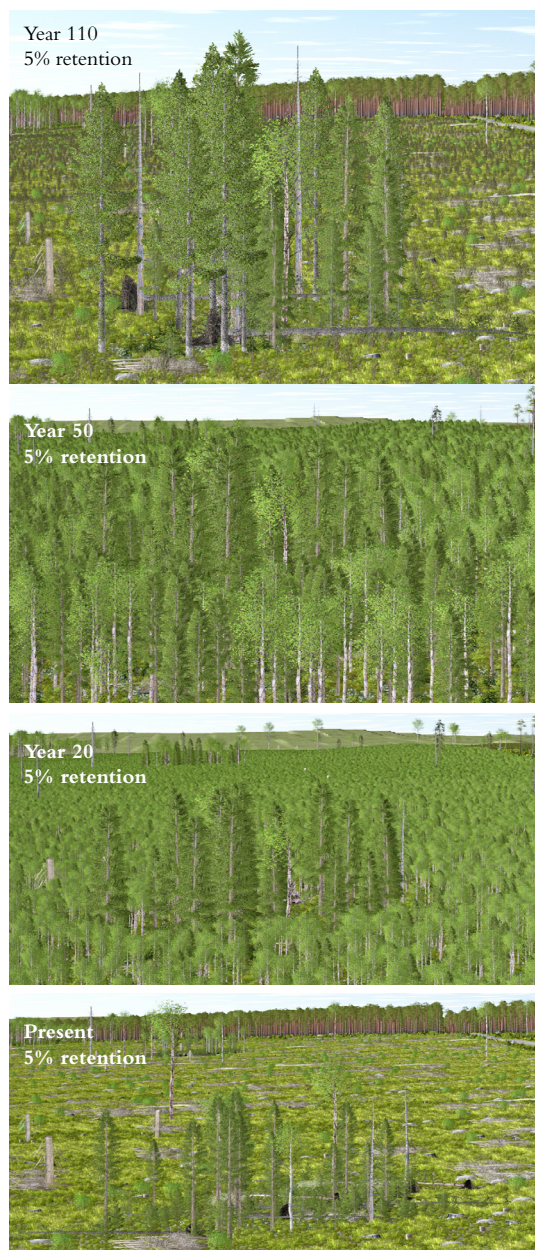 Year 110
5% retention
Year 50
5% retention
Year 20
5% retention
Present
5% retention